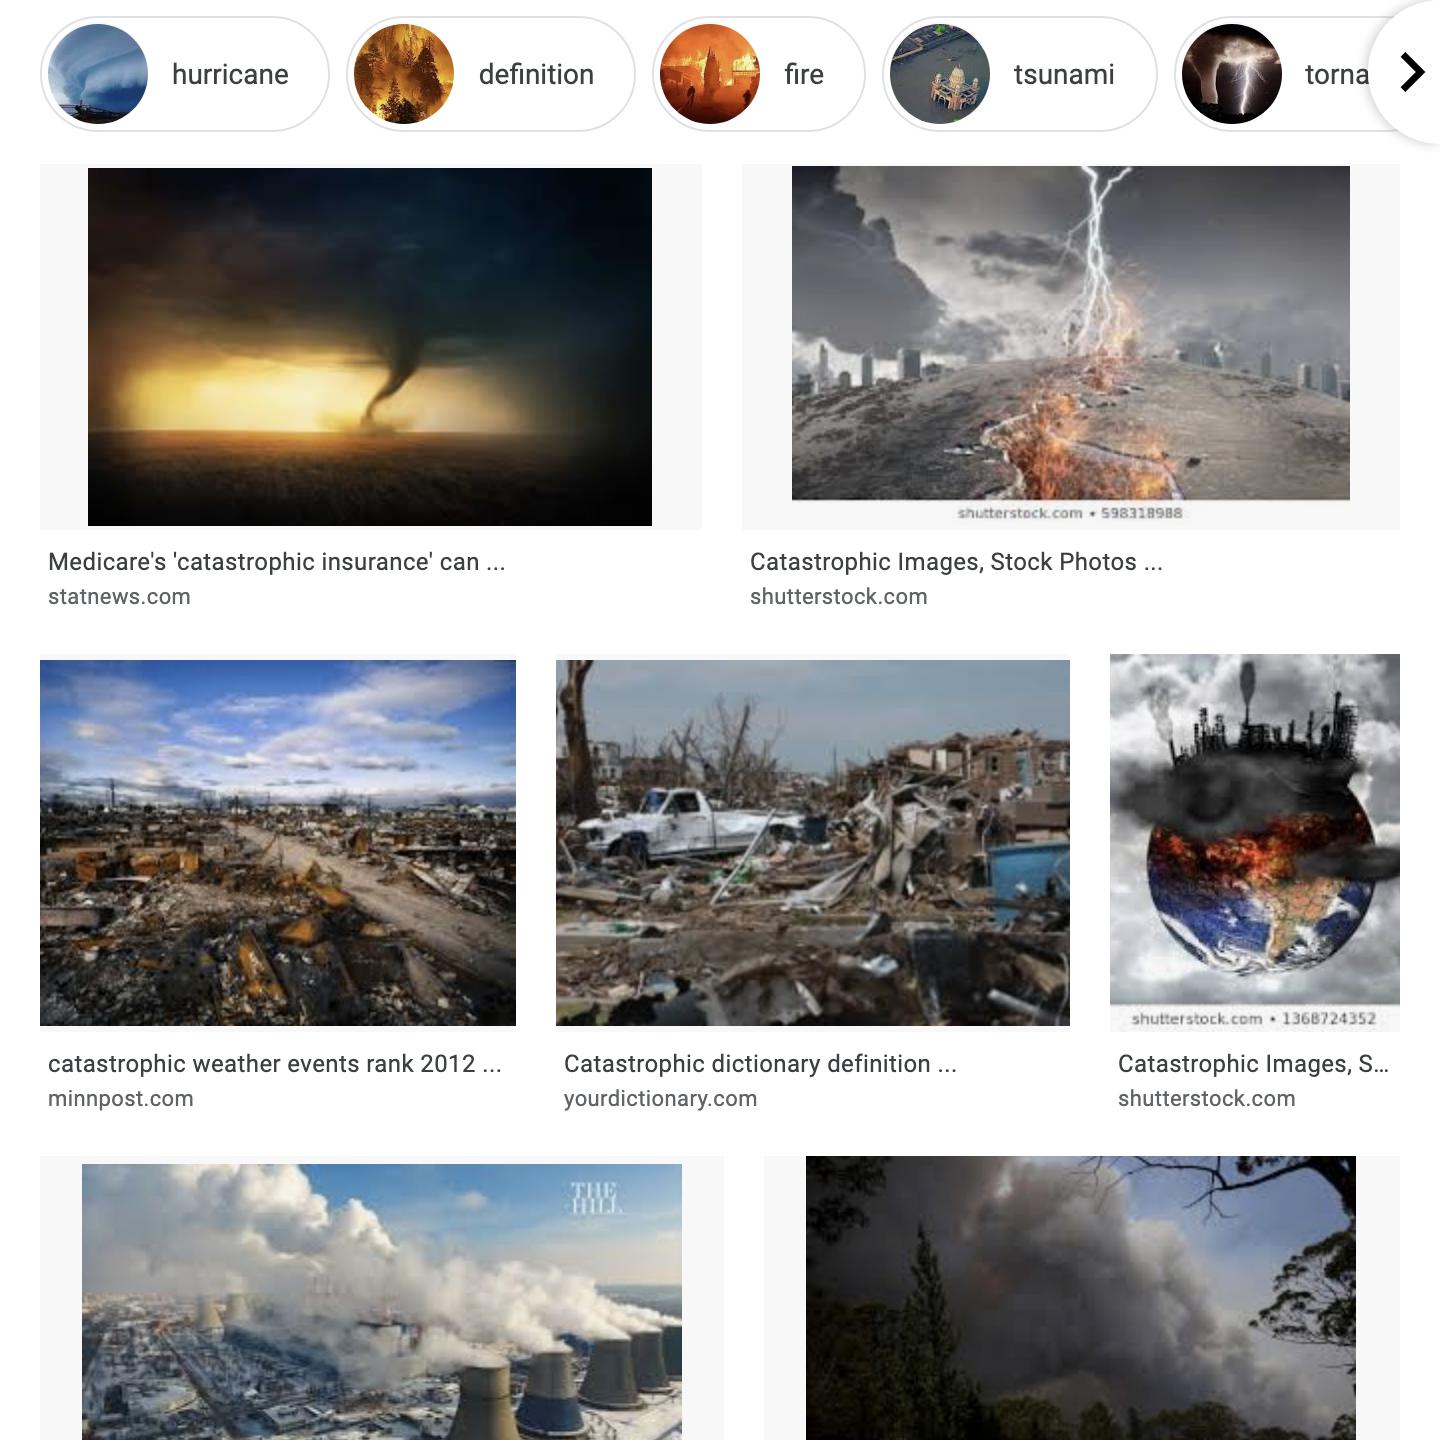 hurricane
definition
fire
tsunami
torna
shutterstock.com • 598318988
Medicare's 'catastrophic insurance' can ...
statnews.com
Catastrophic Images, Stock Photos ...
shutterstock.com
shutterstock.com • 1368724352
catastrophic weather events rank 2012 ...
minnpost.com
Catastrophic dictionary definition ...
yourdictionary.com
Catastrophic Images, S...
shutterstock.com
THE
HILL